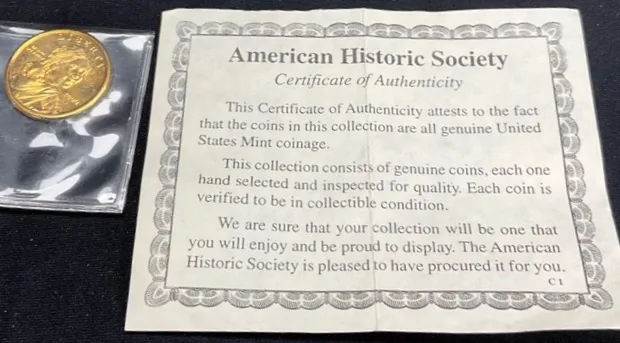 LIBERTY
American Historic Society
Certificate of Authenticity
This Certificate of Authenticity attests to the fact
that the coins in this collection are all genuine United
States Mint coinage.
This collection consists of genuine coins, each one
hand selected and inspected for quality. Each coin is
verified to be in collectible condition.
We are sure that your collection will be one that
you will enjoy and be proud to display. The American
Historic Society is pleased to have procured it for you.
C1